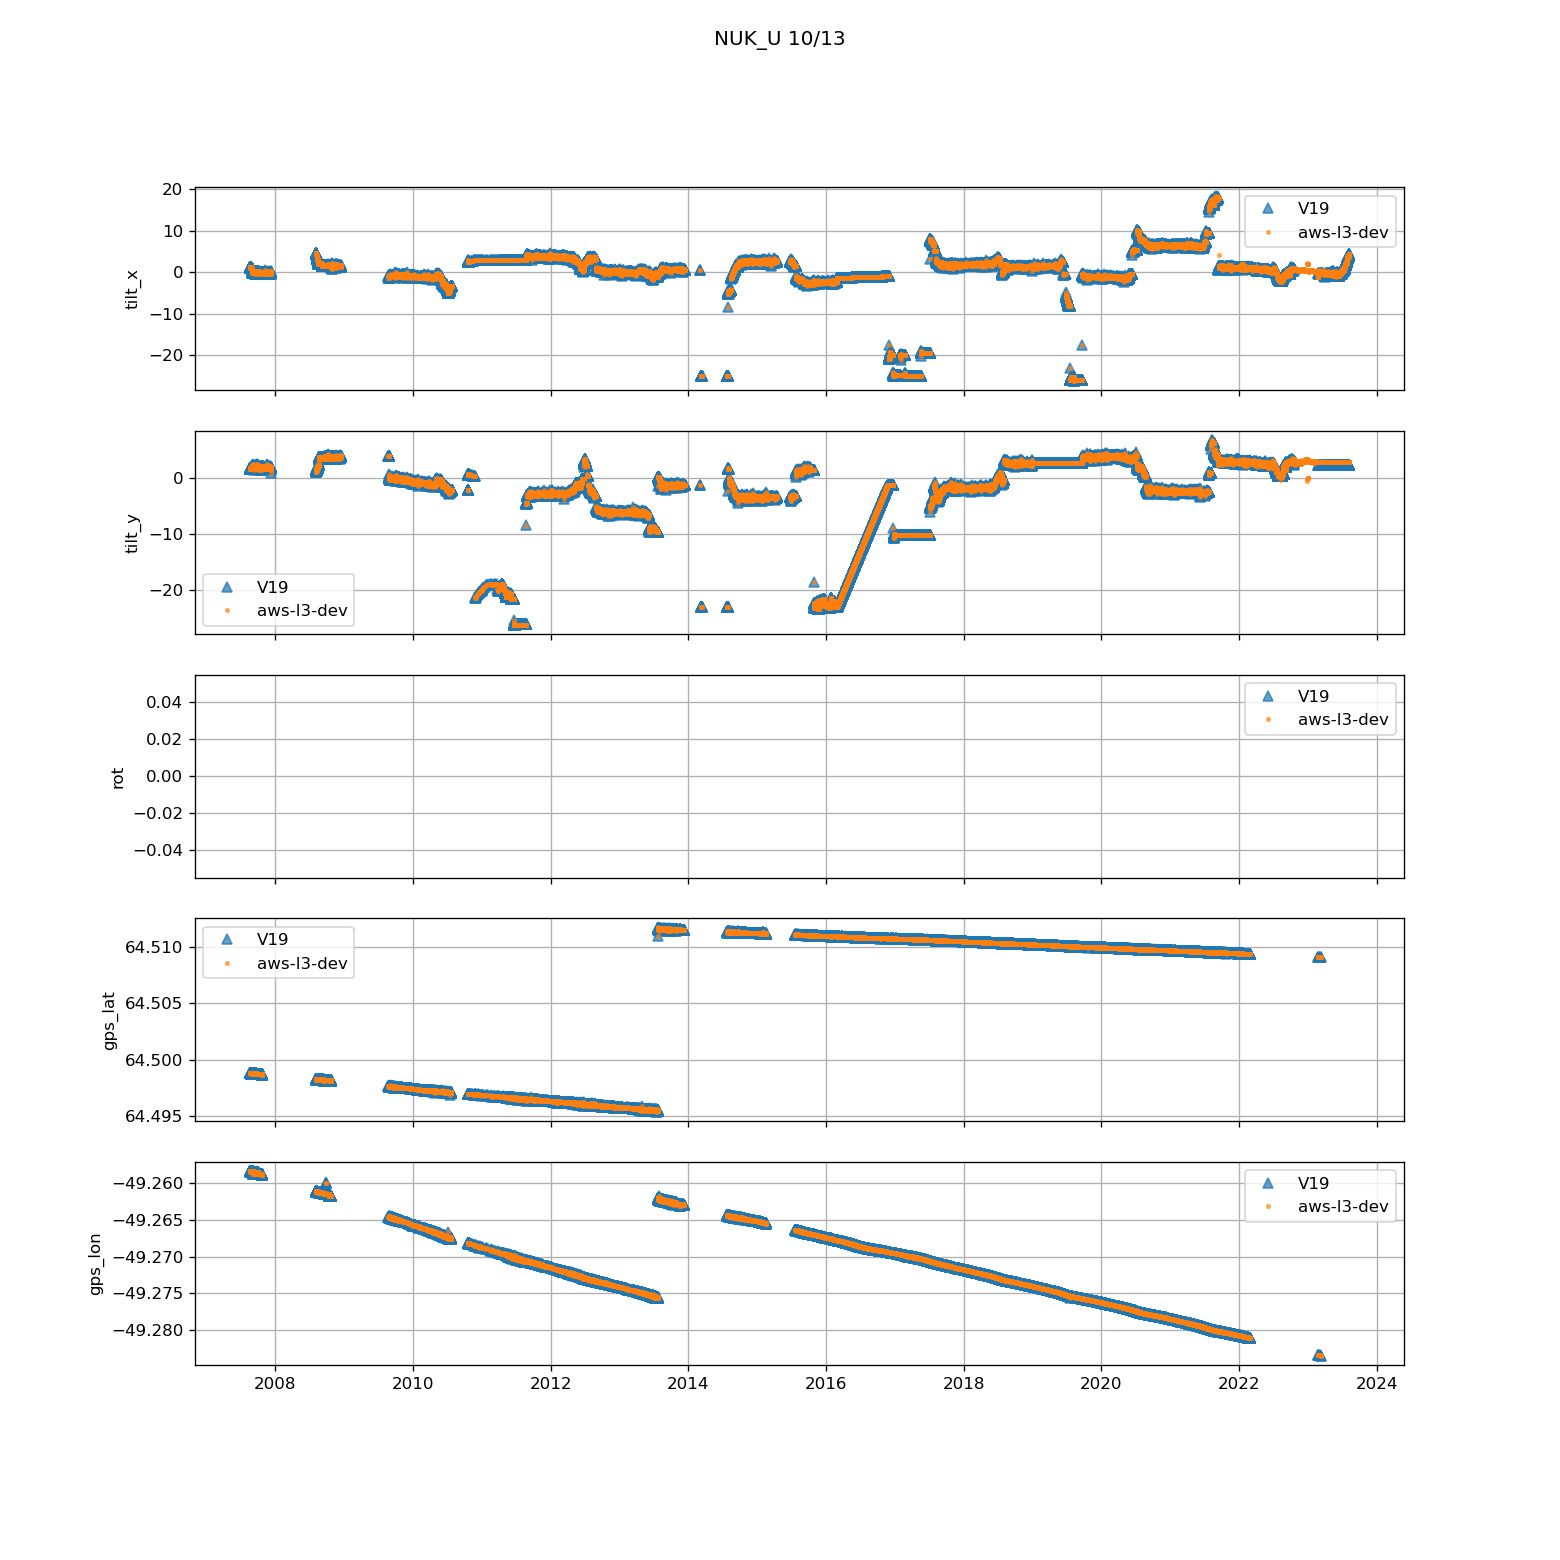 NUK_U 10/13
20
10
0
−10
−20
tilt_x
V19
aws-l3-dev
0
−10
−20
tilt_y
V19
aws-l3-dev
0.04
0.02
0.00
−0.02
−0.04
rot
V19
aws-l3-dev
64.510
64.505
64.500
64.495
gps_lat
V19
aws-l3-dev
−49.260
−49.265
−49.270
−49.275
−49.280
gps_lon
V19
aws-l3-dev
2008 2010 2012 2014 2016 2018 2020 2022 2024